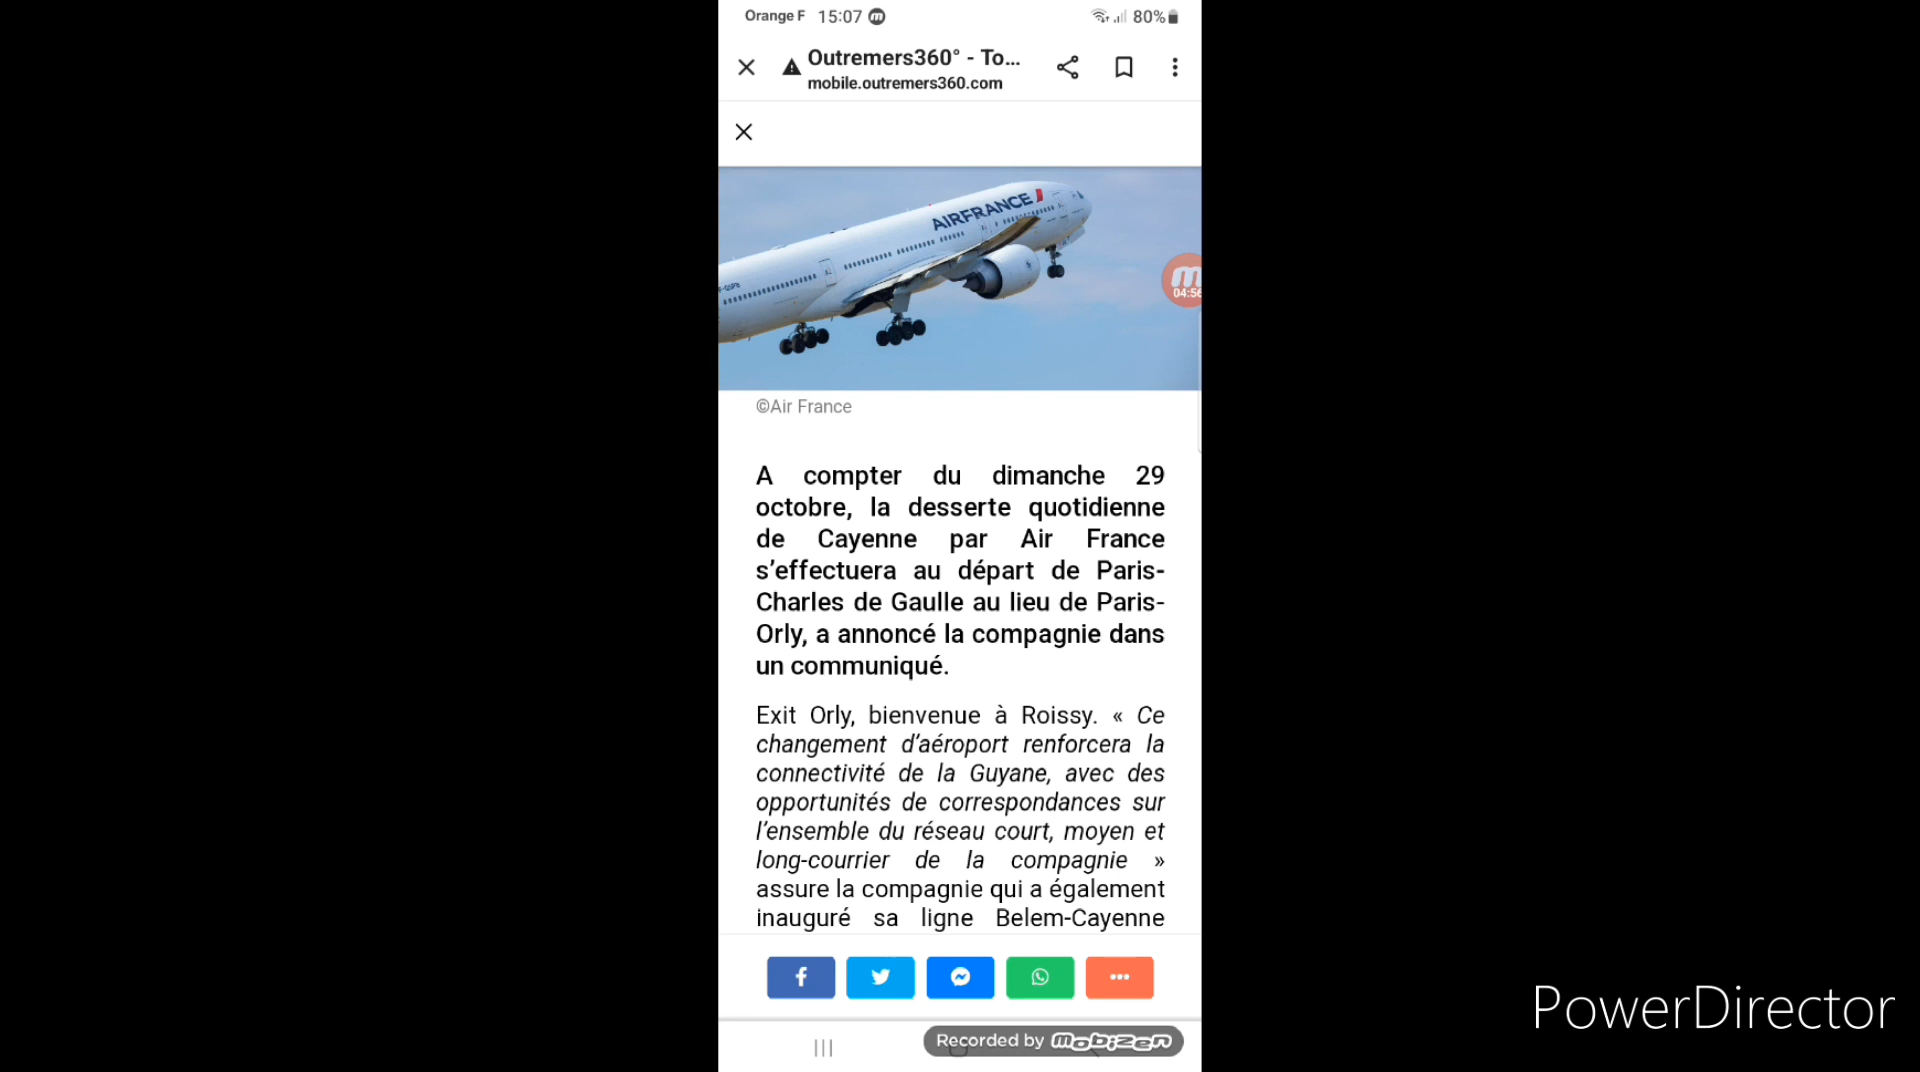 Orange F 15:07 m 80%
Outremers360° - To...
mobile.outremers360.com
AIRFRANCE
04:56
©Air France
A compter du dimanche 29
octobre, la desserte quotidienne
de Cayenne par Air France
s’effectuera au départ de Paris-
Charles de Gaulle au lieu de Paris-
Orly, a annoncé la compagnie dans
un communiqué.
Exit Orly, bienvenue à Roissy. « Ce
changement d’aéroport renforcera la
connectivité de la Guyane, avec des
opportunités de correspondances sur
l’ensemble du réseau court, moyen et
long-courrier de la compagnie »
assure la compagnie qui a également
inauguré sa ligne Belem-Cayenne
Recorded by mobizen
PowerDirector